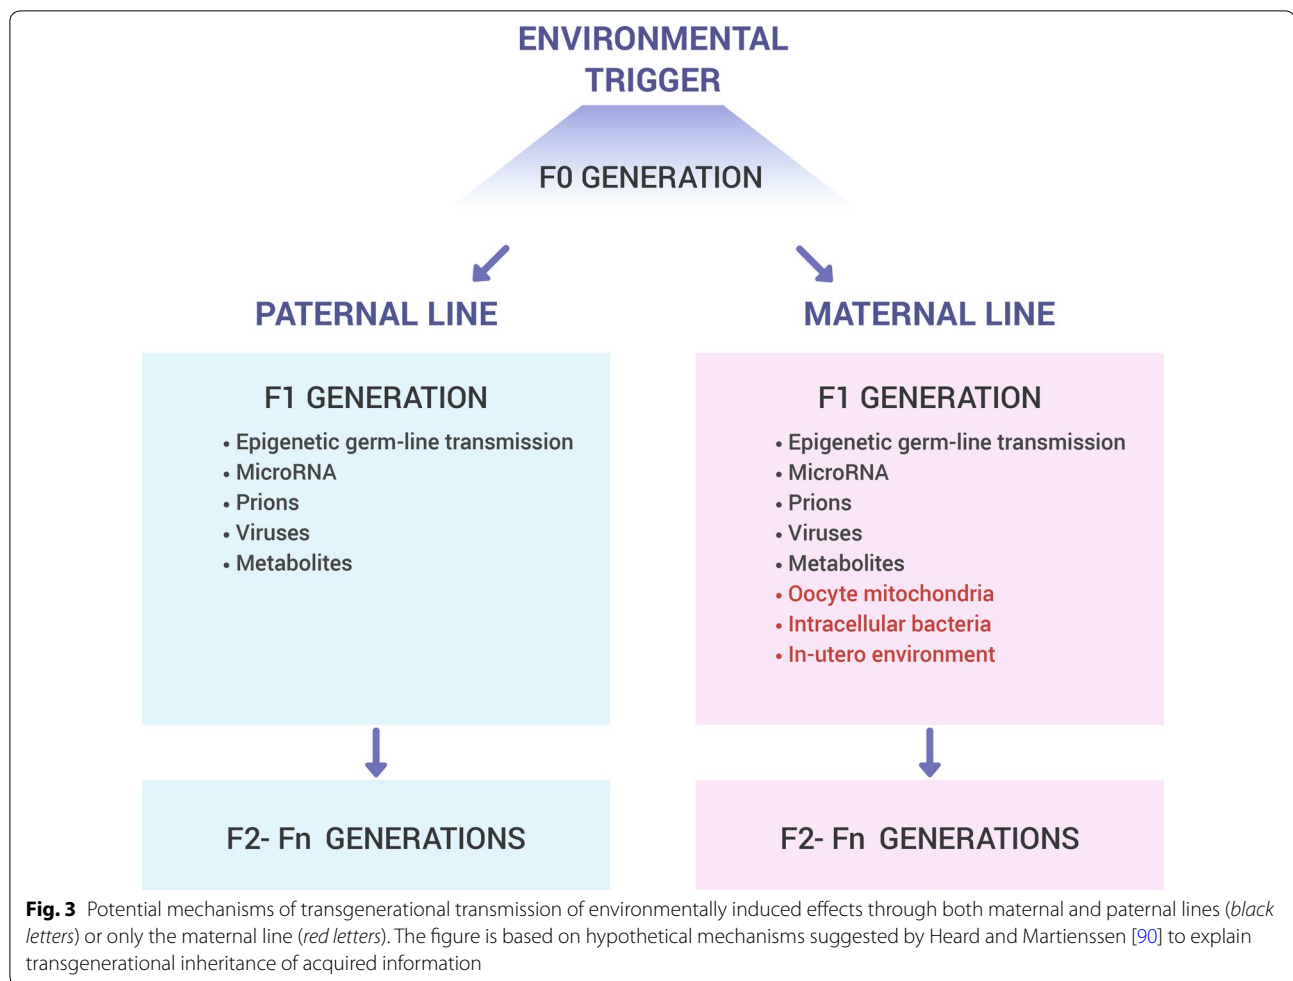 ENVIRONMENTAL
TRIGGER
F0 GENERATION
PATERNAL LINE
F1 GENERATION
• Epigenetic germ-line transmission
• MicroRNA
• Prions
• Viruses
• Metabolites
F2- Fn GENERATIONS
MATERNAL LINE
F1 GENERATION
• Epigenetic germ-line transmission
• MicroRNA
• Prions
• Viruses
• Metabolites
• Oocyte mitochondria
• Intracellular bacteria
• In-utero environment
F2- Fn GENERATIONS
Fig. 3 Potential mechanisms of transgenerational transmission of environmentally induced effects through both maternal and paternal lines (black
letters) or only the maternal line (red letters). The figure is based on hypothetical mechanisms suggested by Heard and Martienssen [90] to explain
transgenerational inheritance of acquired information